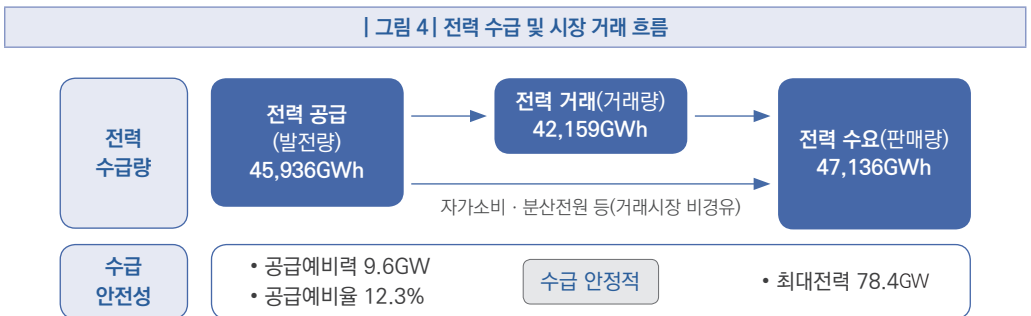 | 그림 4 | 전력 수급 및 시장 거래 흐름
전력
수급량
전력 공급
(발전량)
45,936GWh
전력 거래(거래량)
42,159GWh
자가소비 · 분산전원 등(거래시장 비경유)
전력 수요(판매량)
47,136GWh
수급
안전성
• 공급예비력 9.6GW
• 공급예비율 12.3%
수급 안정적
• 최대전력 78.4GW